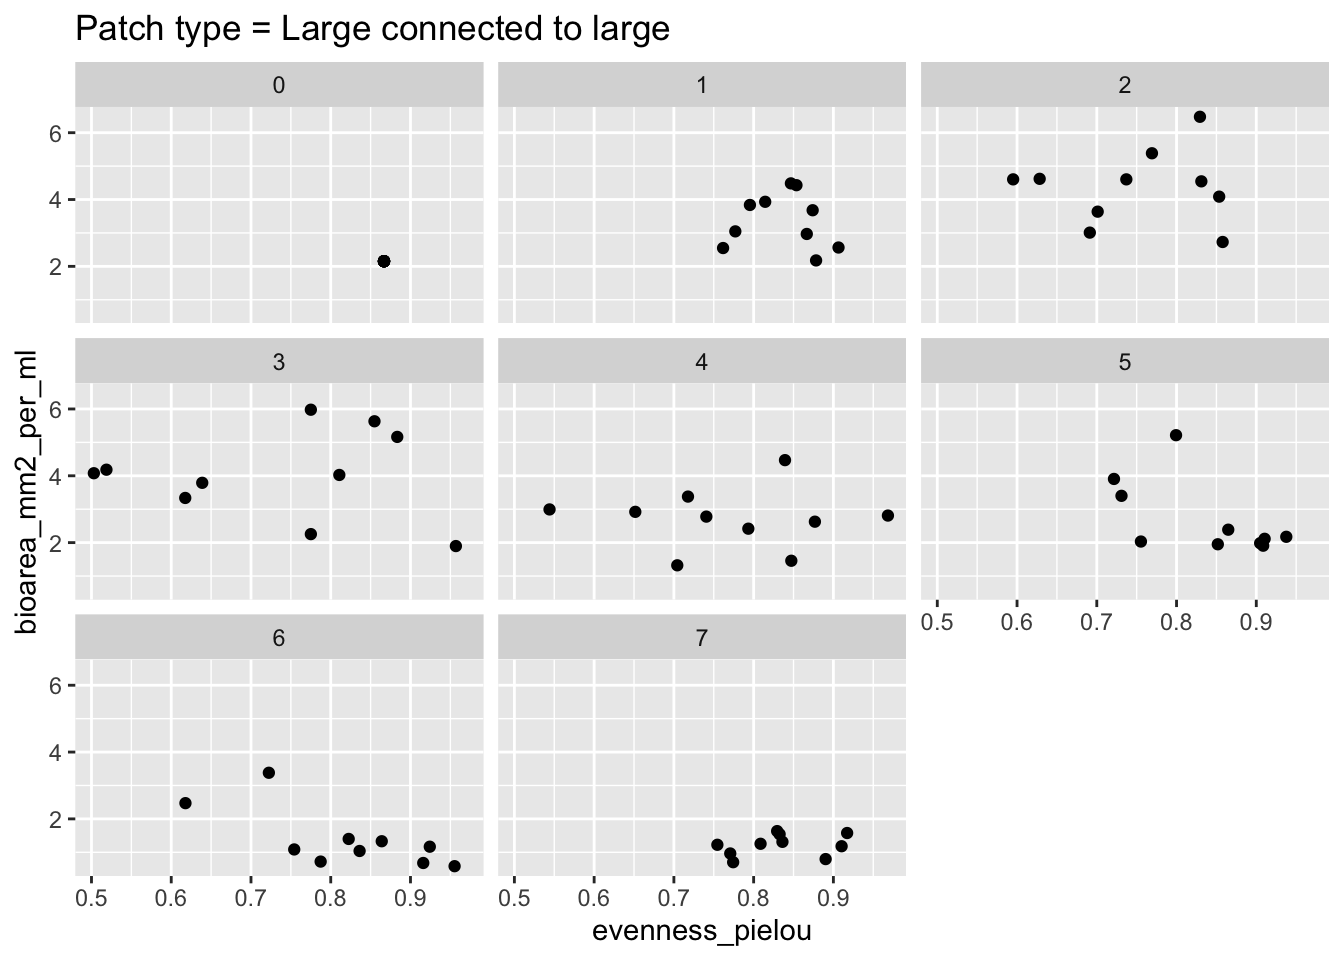 Patch type = Large connected to large
0 1 2
6
4
2
3 4 5
6
4
2
0.5 0.6 0.7 0.8 0.9
bioarea_mm2_per_ml
6 7
6
4
2
0.5 0.6 0.7 0.8 0.9 0.5 0.6 0.7 0.8 0.9
evenness_pielou